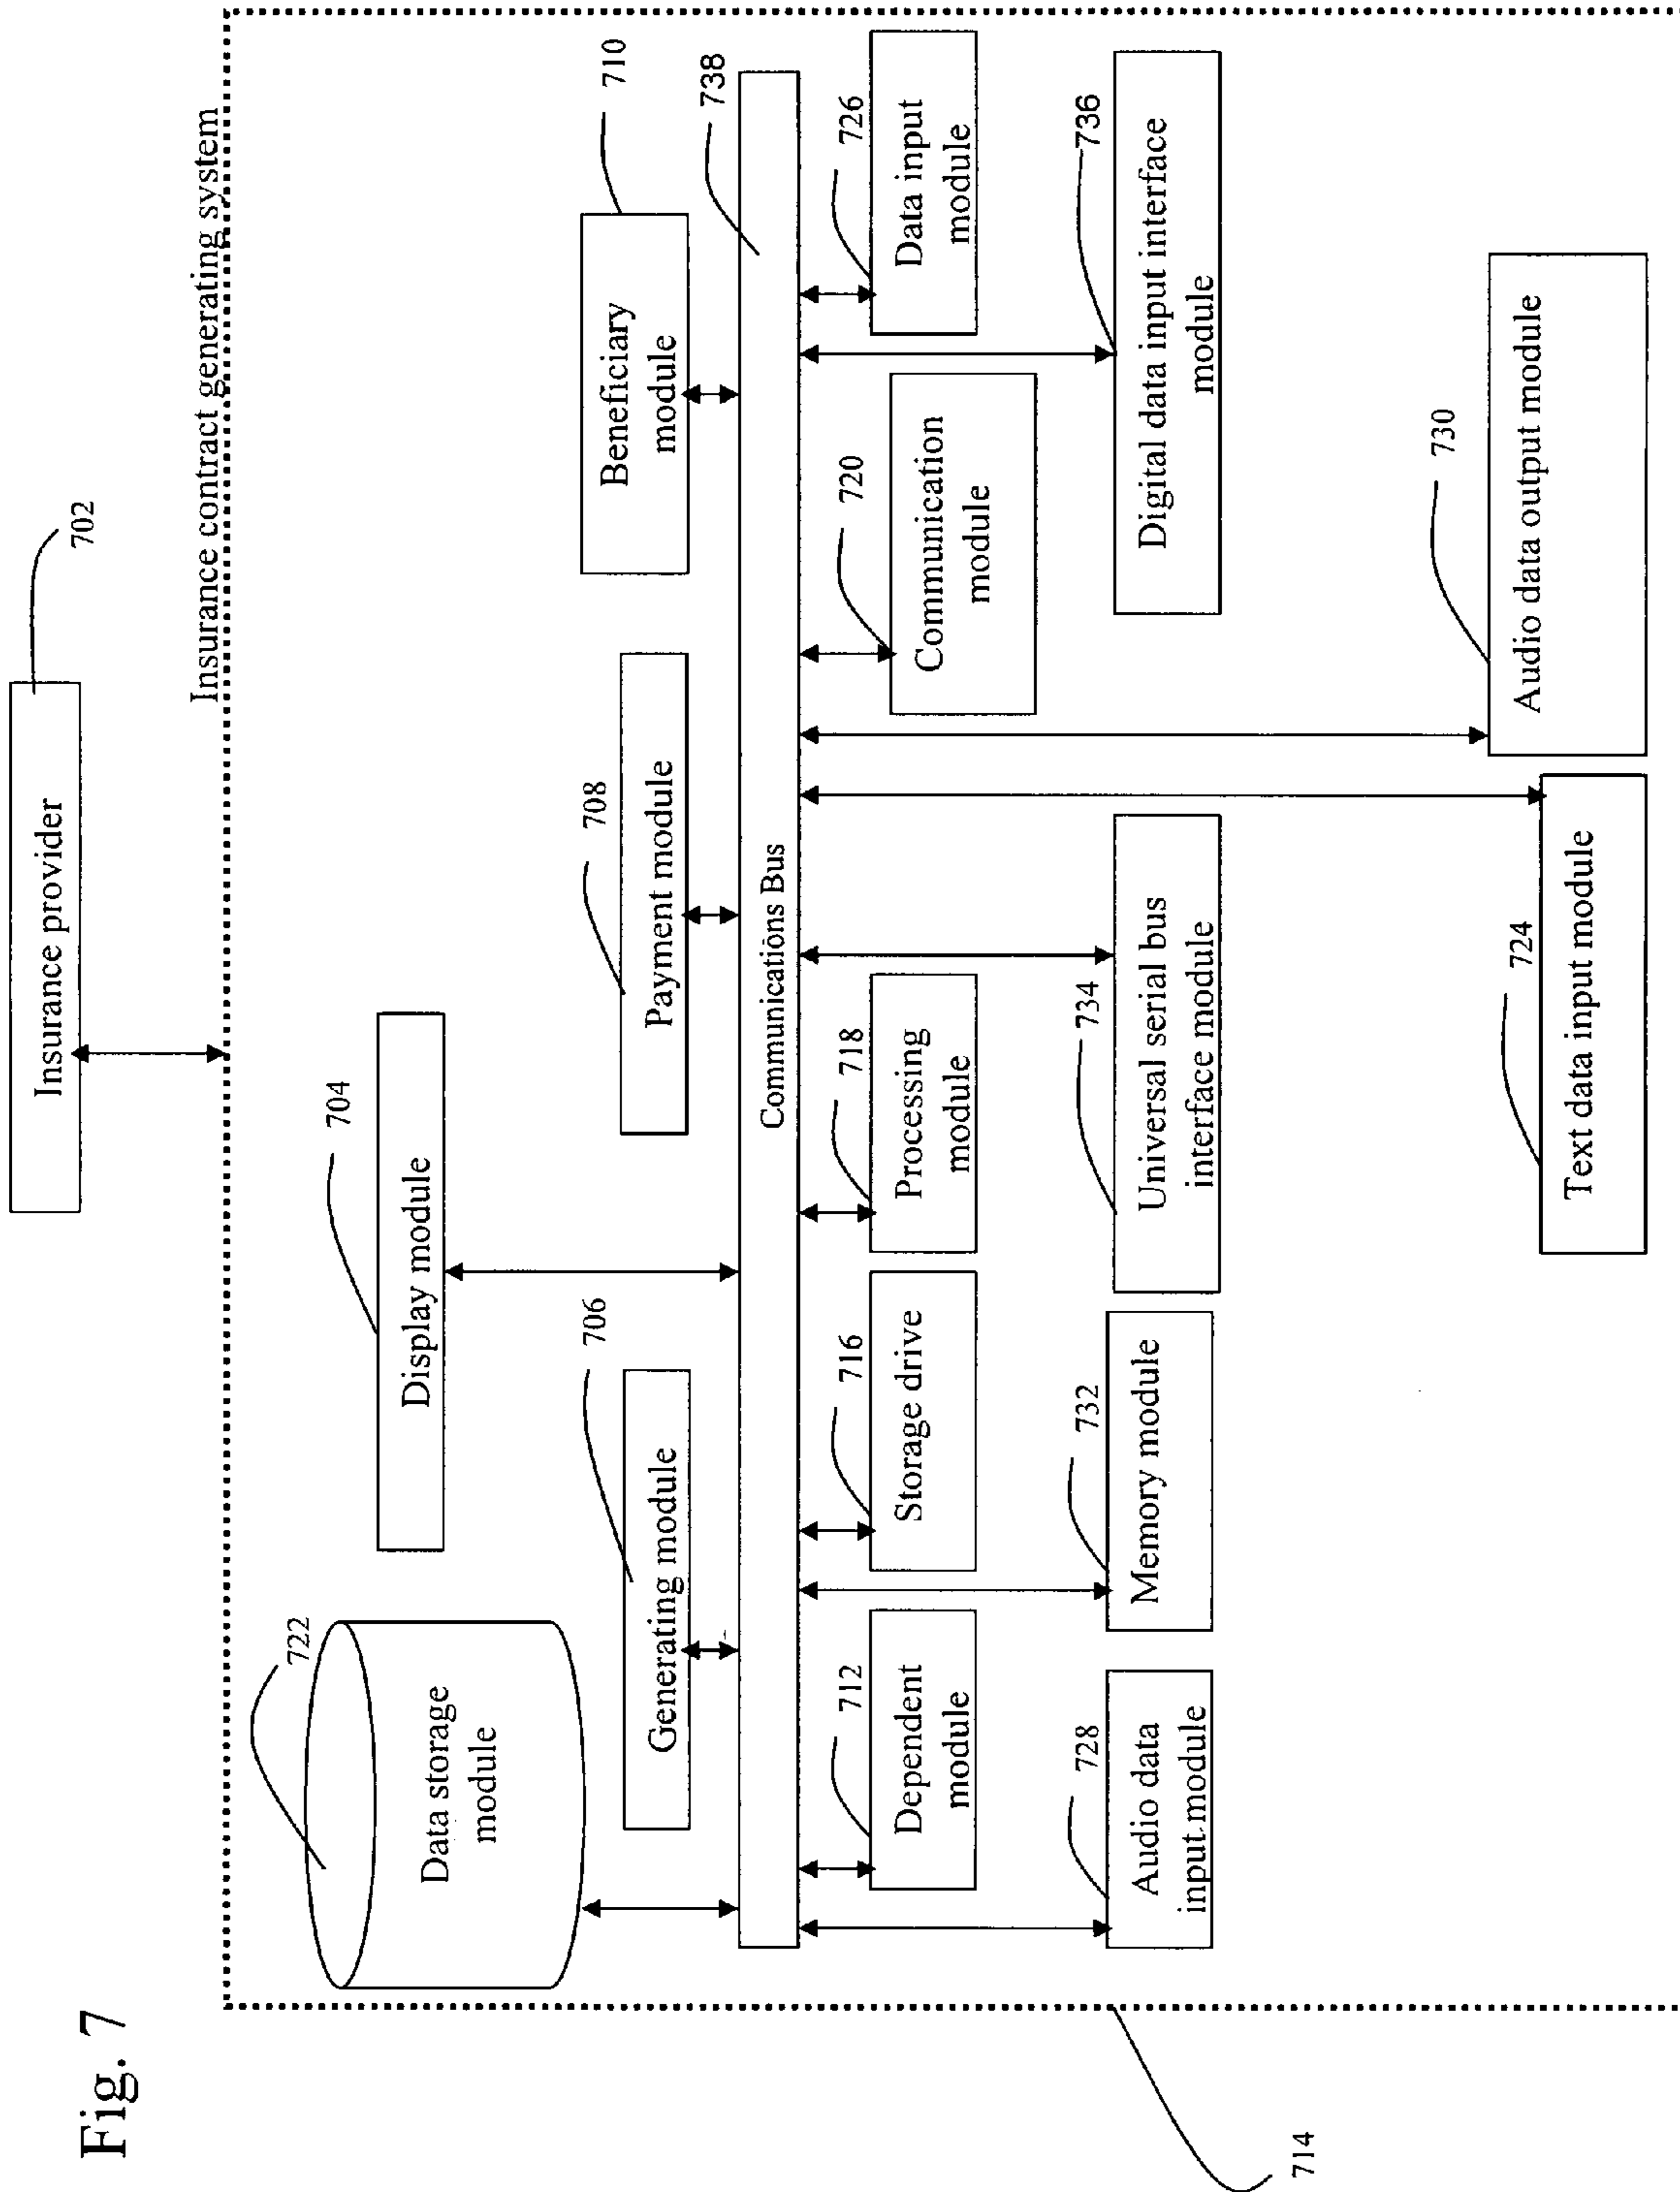 Fig. 7
Insurance provider
702
Insurance contract generating system
722
Data storage
module
704
Display module
706
Generating module
708
Payment module
710
Beneficiary
module
738
Communications Bus
712
Dependent
module
716
Storage drive
718
Processing
module
720
Communication
module
726
Data input
module
728
Audio data
input module
732
Memory module
734
Universal serial bus
interface module
736
Digital data input interface
module
724
Text data input module
730
Audio data output module
714